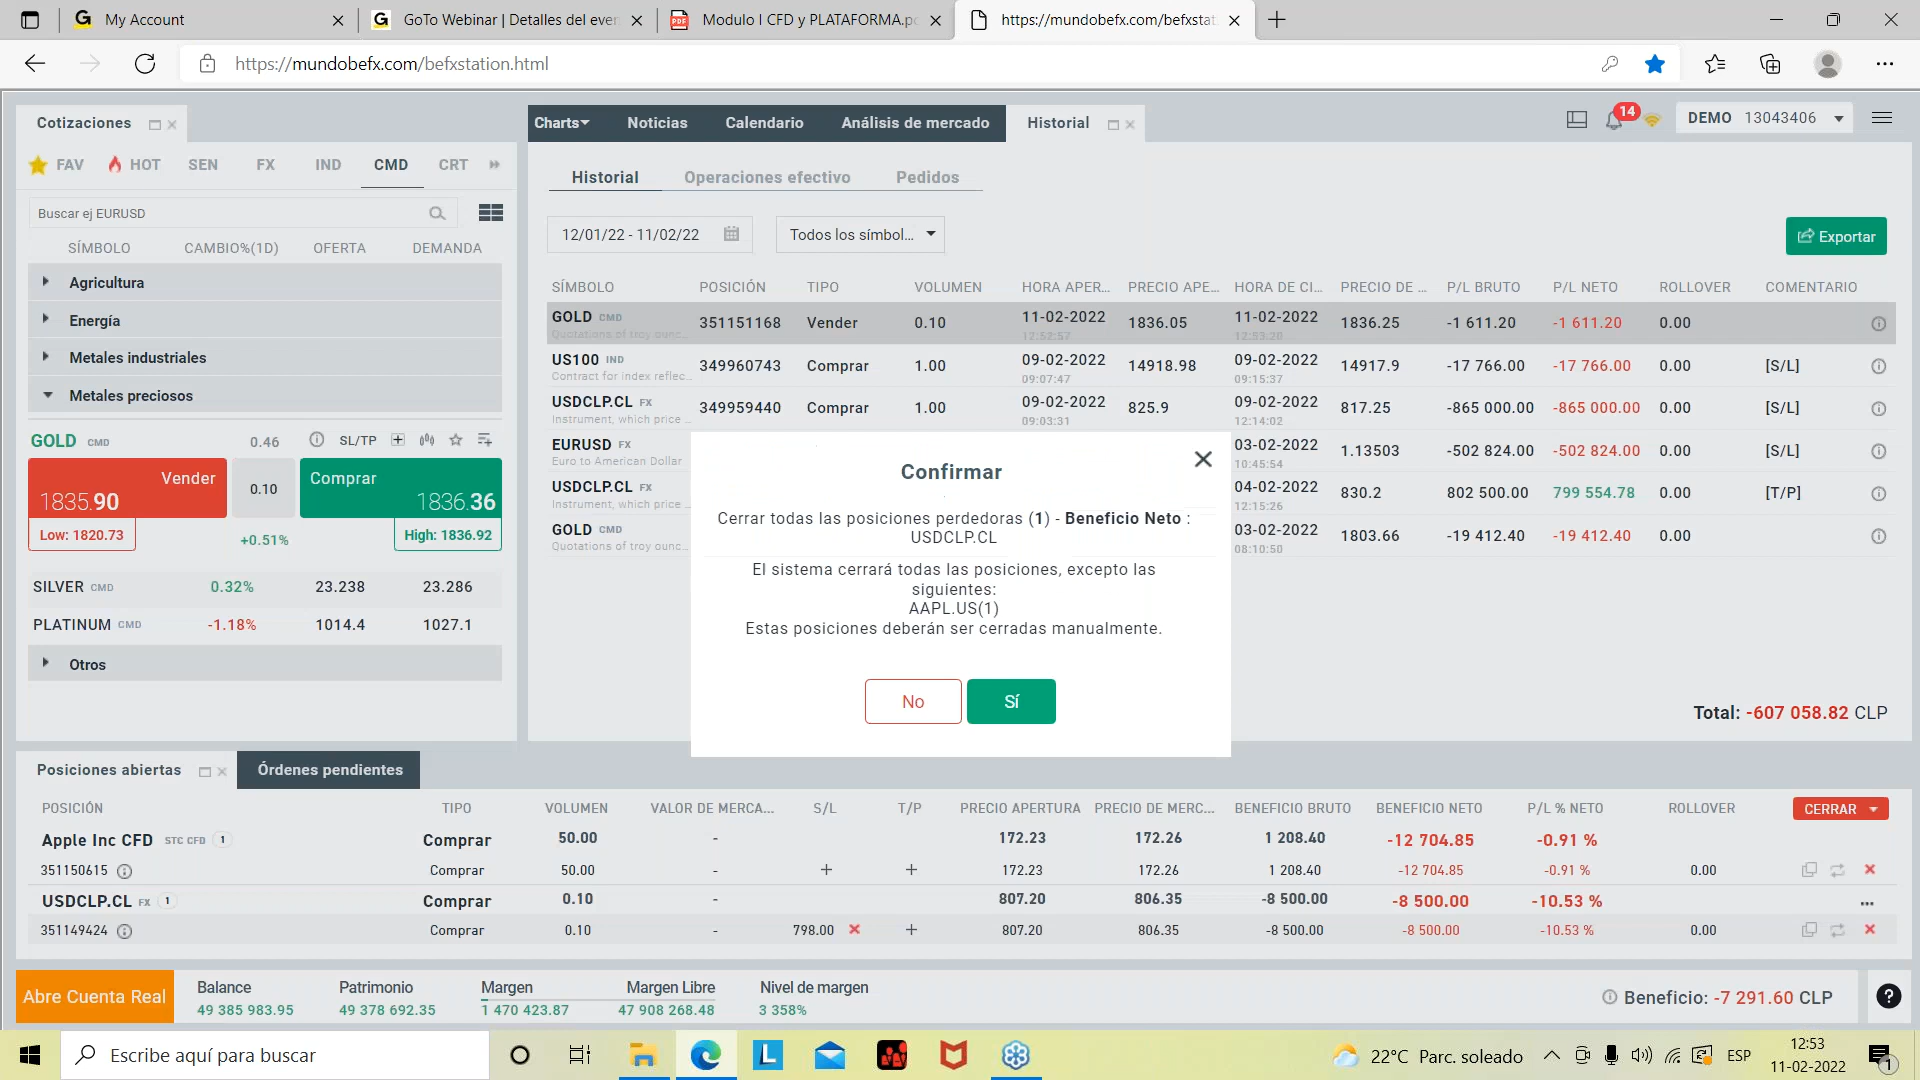 My Account
GoTo Webinar | Detalles del eve
Modulo I CFD y PLATAFORMA.p
https://mundobefx.com/befxstat
https://mundobefx.com/befxstation.html
Cotizaciones
Charts Noticias Calendario Análisis de mercado Historial
14
DEMO 13043406
FAV HOT SEN FX IND CMD CRT
Historial Operaciones efectivo Pedidos
Buscar ej EURUSD
12/01/22 - 11/02/22 Todos los símbol... Exportar
SÍMBOLO CAMBIO%(1D) OFERTA DEMANDA
Agricultura
Energía
Metales industriales
Metales preciosos
GOLD CMD 0.46 SL/TP
Vender 0.10 Comprar
1835.90 1836.36
Low: 1820.73 +0.51% High: 1836.92
SILVER CMD 0.32% 23.238 23.286
PLATINUM CMD -1.18% 1014.4 1027.1
Otros
SÍMBOLO POSICIÓN TIPO VOLUMEN HORA APER... PRECIO APE... HORA DE CI... PRECIO DE ... P/L BRUTO P/L NETO ROLLOVER COMENTARIO
GOLD CMD 351151168 Vender 0.10 11-02-2022 1836.05 11-02-2022 1836.25 -1 611.20 -1 611.20 0.00
Quotations of troy ounc... 12:52:57 12:53:20
US100 IND 349960743 Comprar 1.00 09-02-2022 14918.98 09-02-2022 14917.9 -17 766.00 -17 766.00 0.00 [S/L]
Contract for index reflec... 09:07:47 09:15:37
USDCLP.CL FX 349959440 Comprar 1.00 09-02-2022 825.9 09-02-2022 817.25 -865 000.00 -865 000.00 0.00 [S/L]
Instrument, which price ... 09:03:31 12:14:02
EURUSD FX 03-02-2022 1.13503 -502 824.00 -502 824.00 0.00 [S/L]
Euro to American Dollar 10:45:54
USDCLP.CL FX 04-02-2022 830.2 802 500.00 799 554.78 0.00 [T/P]
Instrument, which price ... 12:15:26
GOLD CMD 03-02-2022 1803.66 -19 412.40 -19 412.40 0.00
Quotations of troy ounc... 08:10:50
Confirmar
Cerrar todas las posiciones perdedoras (1) - Beneficio Neto :
USDCLP.CL
El sistema cerrará todas las posiciones, excepto las
siguientes:
AAPL.US(1)
Estas posiciones deberán ser cerradas manualmente.
No Sí
Total: -607 058.82 CLP
Posiciones abiertas Órdenes pendientes
POSICIÓN TIPO VOLUMEN VALOR DE MERCA... S/L T/P PRECIO APERTURA PRECIO DE MERC... BENEFICIO BRUTO BENEFICIO NETO P/L % NETO ROLLOVER CERRAR
Apple Inc CFD STC CFD 1 Comprar 50.00 - 172.23 172.26 1 208.40 -12 704.85 -0.91 %
351150615 Comprar 50.00 - + + 172.23 172.26 1 208.40 -12 704.85 -0.91 % 0.00
USDCLP.CL FX 1 Comprar 0.10 - 807.20 806.35 -8 500.00 -8 500.00 -10.53 % ...
351149424 Comprar 0.10 - 798.00 + 807.20 806.35 -8 500.00 -8 500.00 -10.53 % 0.00
Abre Cuenta Real
Balance Patrimonio Margen Margen Libre Nivel de margen
49 385 983.95 49 378 692.35 1 470 423.87 47 908 268.48 3 358%
Beneficio: -7 291.60 CLP
Escribe aquí para buscar
22°C Parc. soleado ESP
12:53
11-02-2022
1